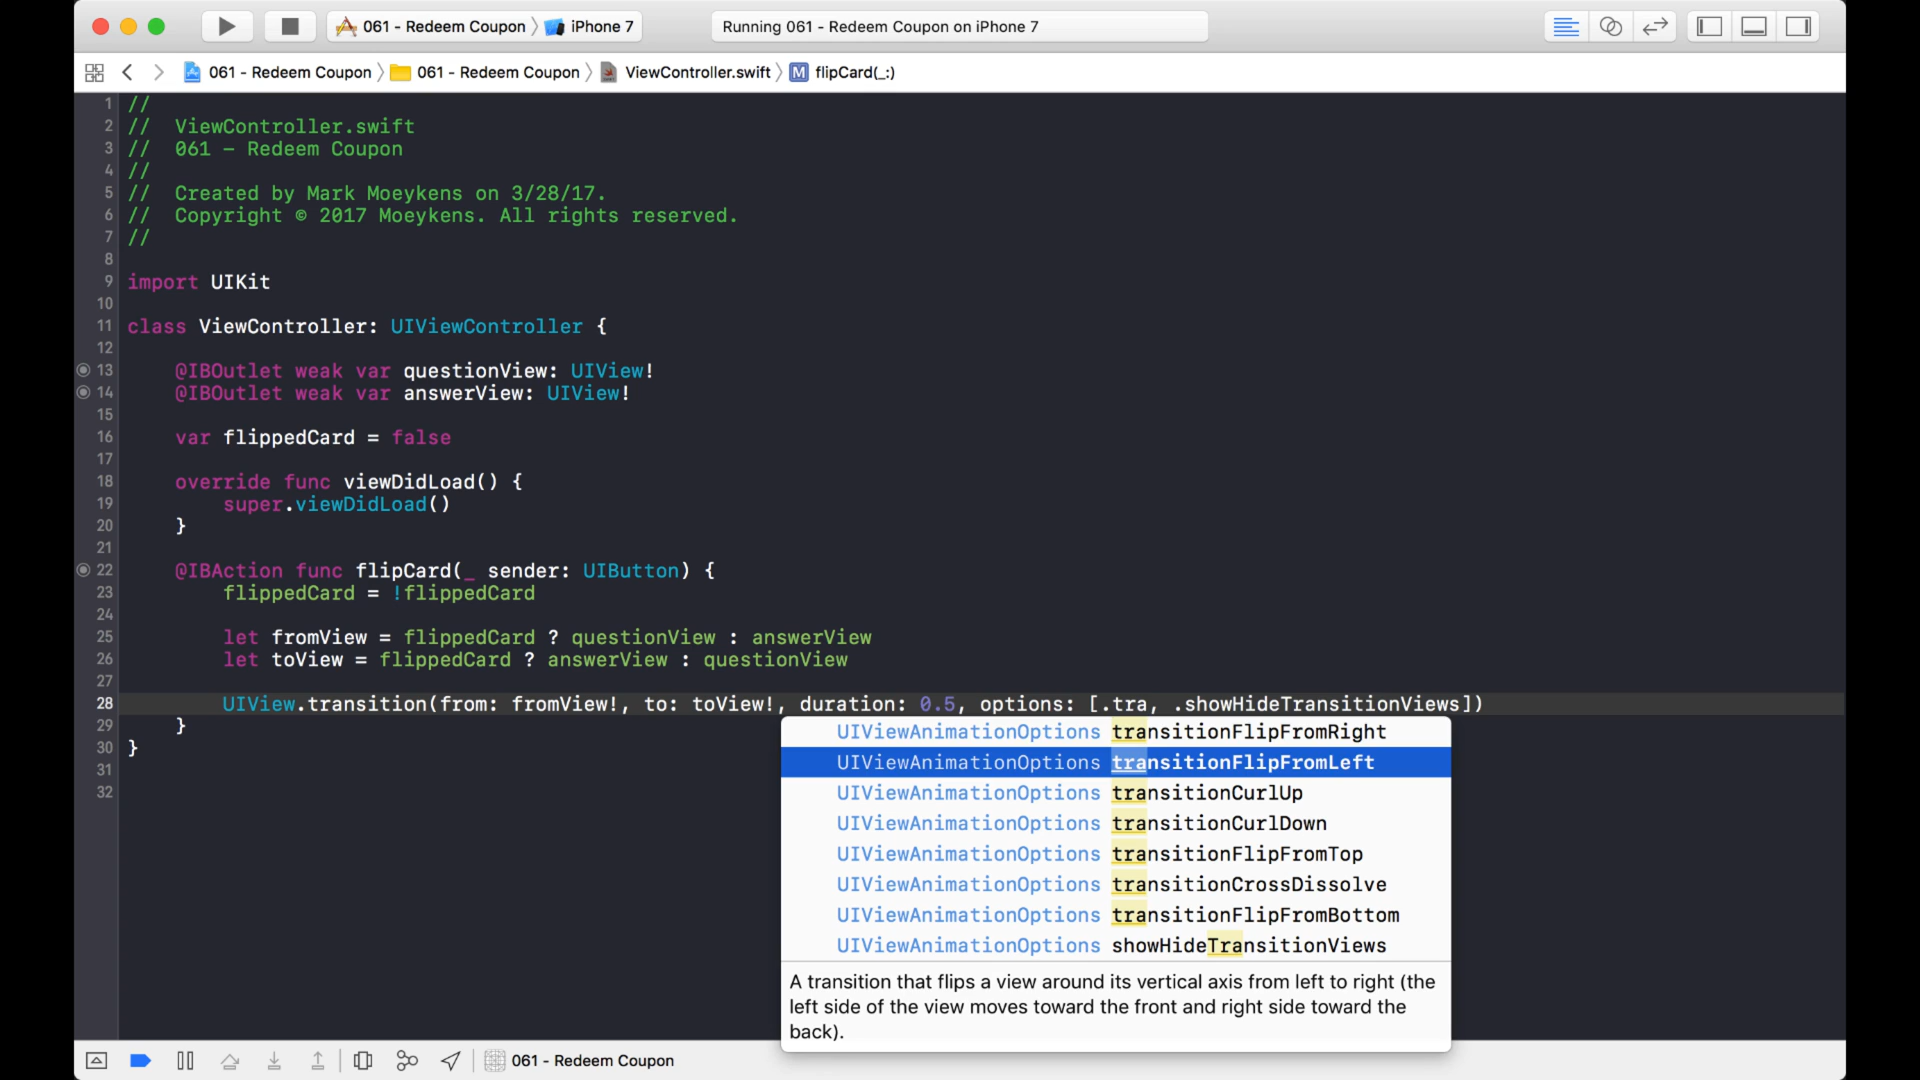 061 - Redeem Coupon 〉 iPhone 7
Running 061 - Redeem Coupon on iPhone 7
061 - Redeem Coupon 〉 061 - Redeem Coupon 〉 ViewController.swift 〉 M flipCard(_:)
1 //
2 //  ViewController.swift
3 //  061 - Redeem Coupon
4 //
5 //  Created by Mark Moeykens on 3/28/17.
6 //  Copyright © 2017 Moeykens. All rights reserved.
7 //
8
9 import UIKit
10
11 class ViewController: UIViewController {
12
13     @IBOutlet weak var questionView: UIView!
14     @IBOutlet weak var answerView: UIView!
15
16     var flippedCard = false
17
18     override func viewDidLoad() {
19         super.viewDidLoad()
20     }
21
22     @IBAction func flipCard(_ sender: UIButton) {
23         flippedCard = !flippedCard
24
25         let fromView = flippedCard ? questionView : answerView
26         let toView = flippedCard ? answerView : questionView
27
28         UIView.transition(from: fromView!, to: toView!, duration: 0.5, options: [.tra, .showHideTransitionViews])
29     }
30 }
31
32
UIViewAnimationOptions transitionFlipFromRight
UIViewAnimationOptions transitionFlipFromLeft
UIViewAnimationOptions transitionCurlUp
UIViewAnimationOptions transitionCurlDown
UIViewAnimationOptions transitionFlipFromTop
UIViewAnimationOptions transitionCrossDissolve
UIViewAnimationOptions transitionFlipFromBottom
UIViewAnimationOptions showHideTransitionViews
A transition that flips a view around its vertical axis from left to right (the
left side of the view moves toward the front and right side toward the
back).
061 - Redeem Coupon